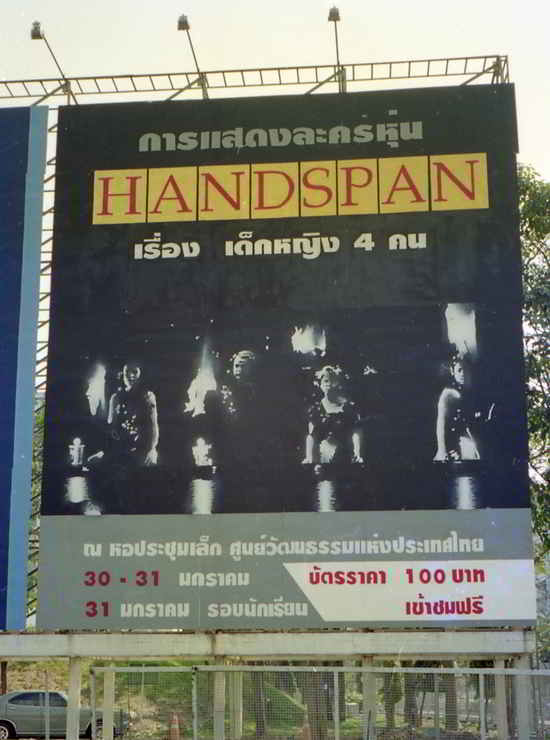 การแสดงละครหุ่น
HANDSPAN
เรื่อง เด็กหญิง 4 คน
ณ หอประชุมเล็ก ศูนย์วัฒนธรรมแห่งประเทศไทย
30 - 31 มกราคม บัตรราคา 100 บาท
31 มกราคม รอบนักเรียน เข้าชมฟรี